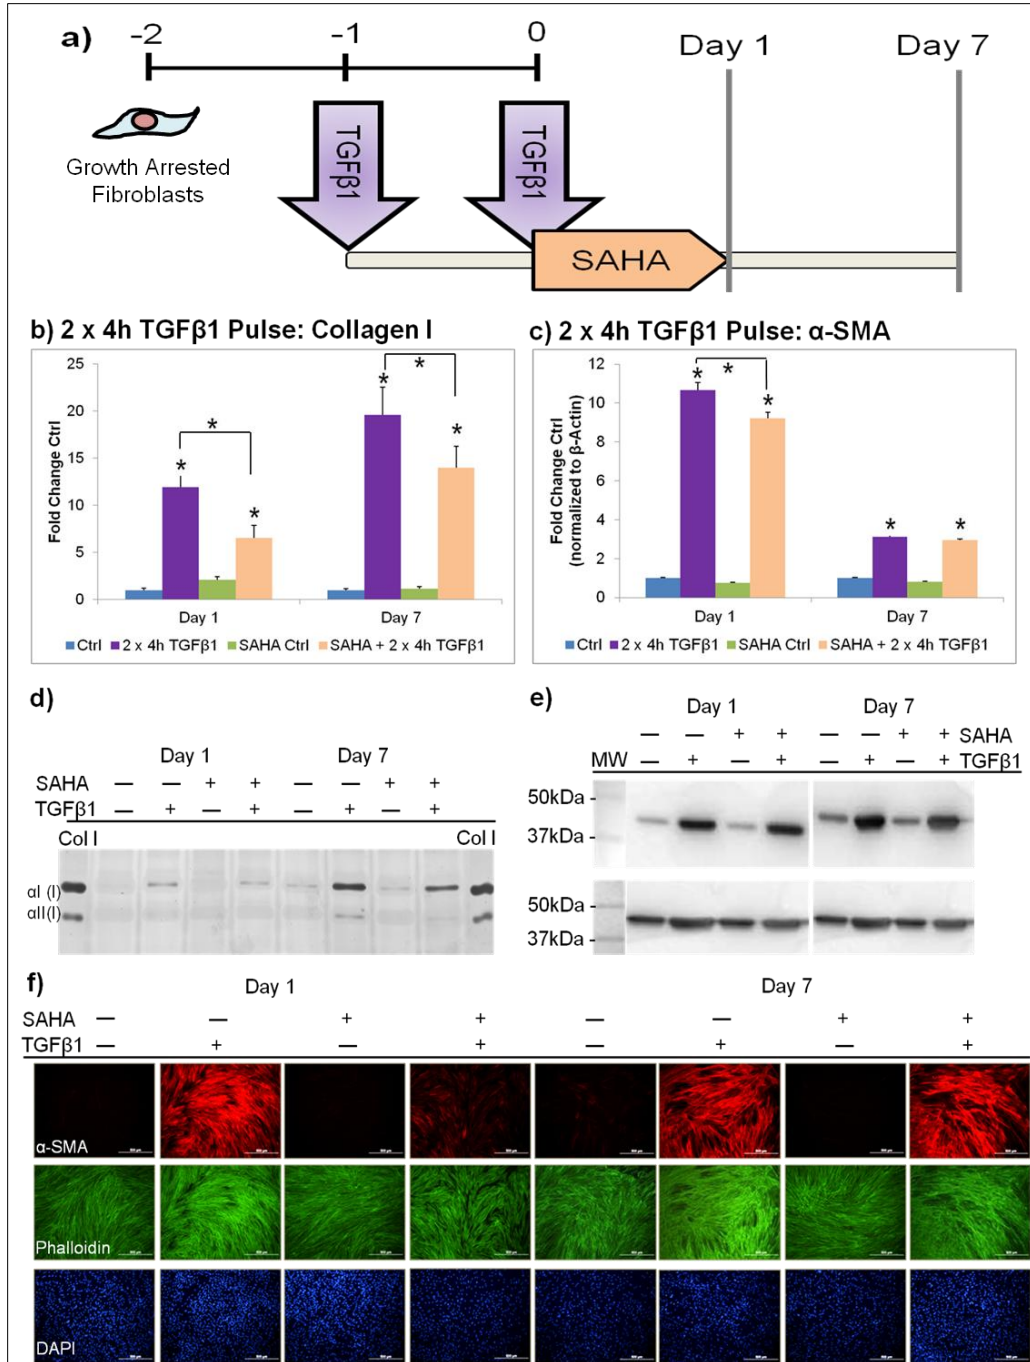 a)
-2 -1 0 Day 1 Day 7
TGFβ1 TGFβ1
Growth Arrested
Fibroblasts
SAHA
b) 2 x 4h TGFβ1 Pulse: Collagen I
Fold Change Ctrl
25
20
15
10
5
0
* * * * * *
Day 1 Day 7
Ctrl 2 x 4h TGFβ1 SAHA Ctrl SAHA + 2 x 4h TGFβ1
c) 2 x 4h TGFβ1 Pulse: α-SMA
Fold Change Ctrl
(normalized to β-Actin)
12
10
8
6
4
2
0
* * * * *
Day 1 Day 7
Ctrl 2 x 4h TGFβ1 SAHA Ctrl SAHA + 2 x 4h TGFβ1
d)
Day 1 Day 7
SAHA — — + + — — + +
TGFβ1 — + — + — + — +
Col I Col I
αI (I)
αII(I)
e)
Day 1 Day 7
— — + + — — + + SAHA
MW — + — + — + — + TGFβ1
50kDa -
37kDa -
50kDa -
37kDa -
f)
Day 1 Day 7
SAHA — — + + — — + +
TGFβ1 — + — + — + — +
α-SMA
Phalloidin
DAPI